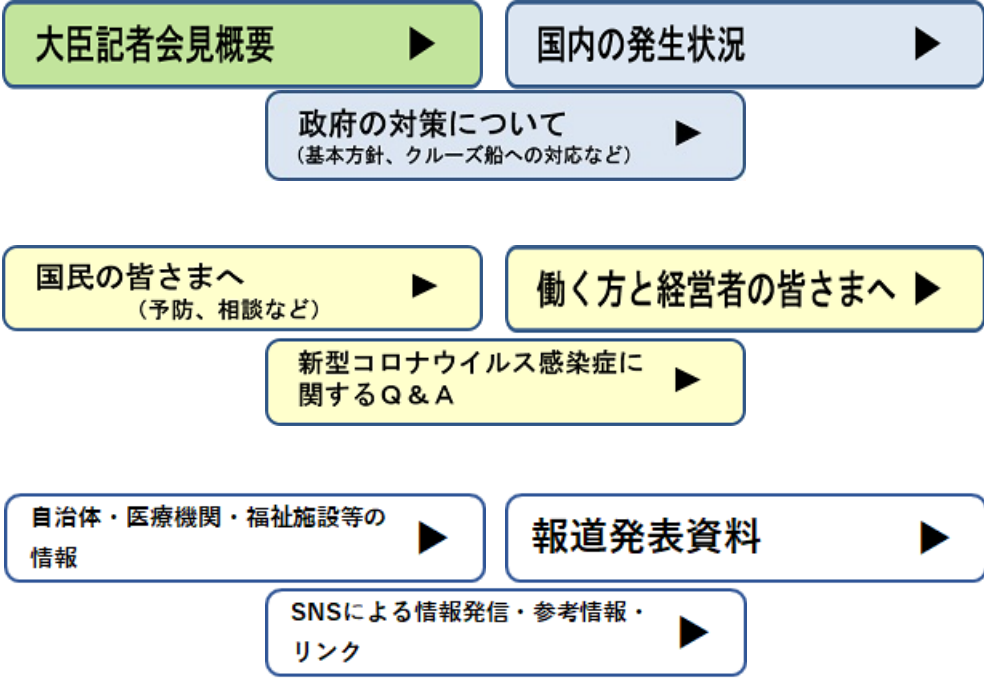 大臣記者会見概要 ▶
国内の発生状況 ▶
政府の対策について ▶
(基本方針、クルーズ船への対応など)
国民の皆さまへ ▶
(予防、相談など)
働く方と経営者の皆さまへ ▶
新型コロナウイルス感染症に ▶
関するQ&A
自治体・医療機関・福祉施設等の ▶
情報
報道発表資料 ▶
SNSによる情報発信・参考情報・ ▶
リンク